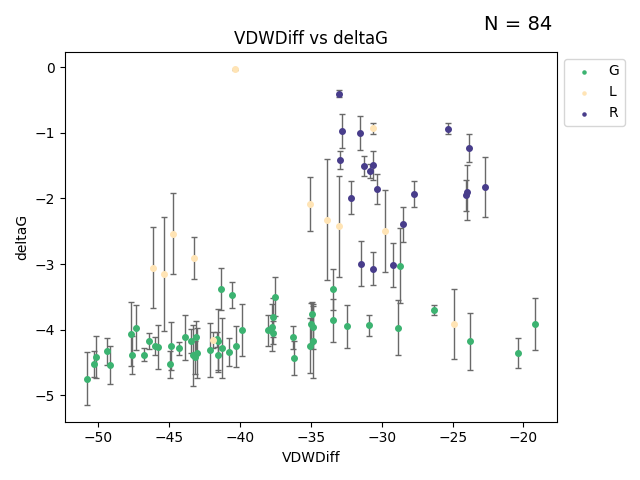 N = 84
VDWDiff vs deltaG
G
L
R
0
−1
−2
−3
−4
−5
deltaG
−50 −45 −40 −35 −30 −25 −20
VDWDiff